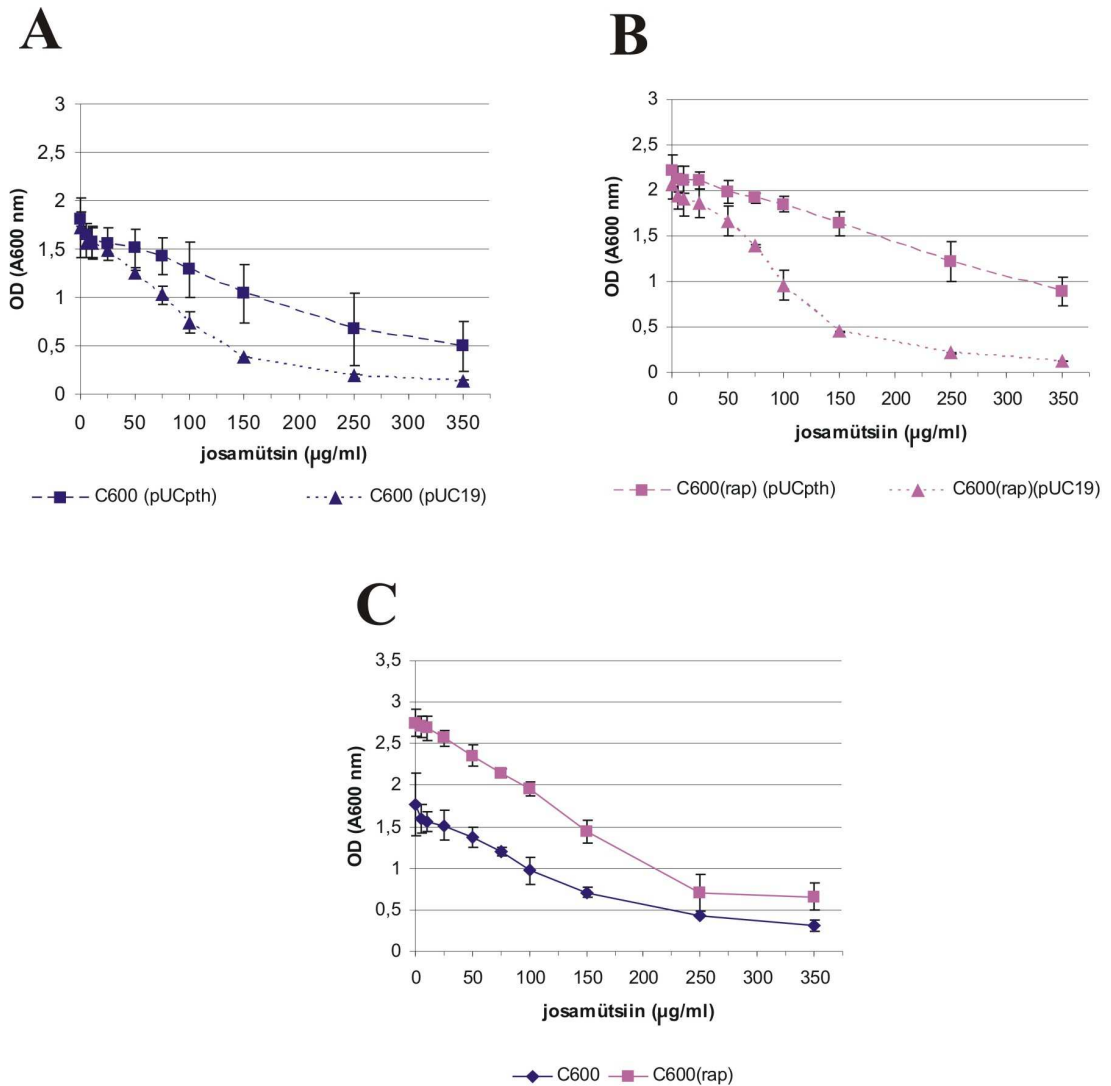 A
3
2,5
2
1,5
1
0,5
0
OD (A600 nm)
0 50 100 150 200 250 300 350
josamütsin (µg/ml)
C600 (pUCpth) C600 (pUC19)
B
3
2,5
2
1,5
1
0,5
0
OD (A600 nm)
0 50 100 150 200 250 300 350
josamütsiin (µg/ml)
C600(rap) (pUCpth) C600(rap)(pUC19)
C
3,5
3
2,5
2
1,5
1
0,5
0
OD (A600 nm)
0 50 100 150 200 250 300 350
josamütsiin (µg/ml)
C600 C600(rap)